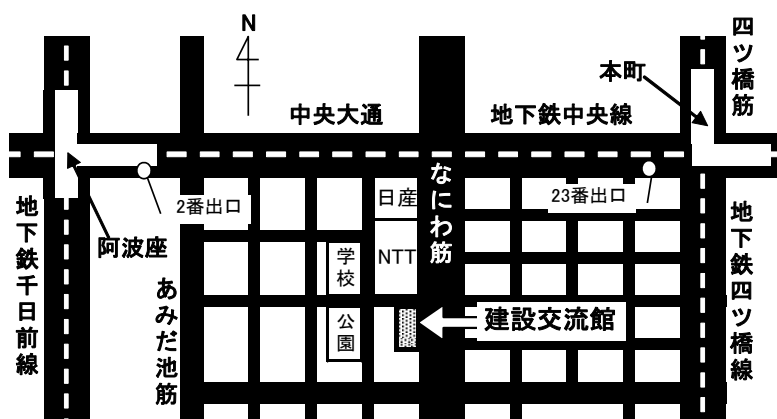 N
四ツ橋筋
本町
中央大通
地下鉄中央線
なにわ筋
日産
23番出口
2番出口
地下鉄千日前線
阿波座
学校
NTT
地下鉄四ツ橋線
あみだ池筋
公園
建設交流館